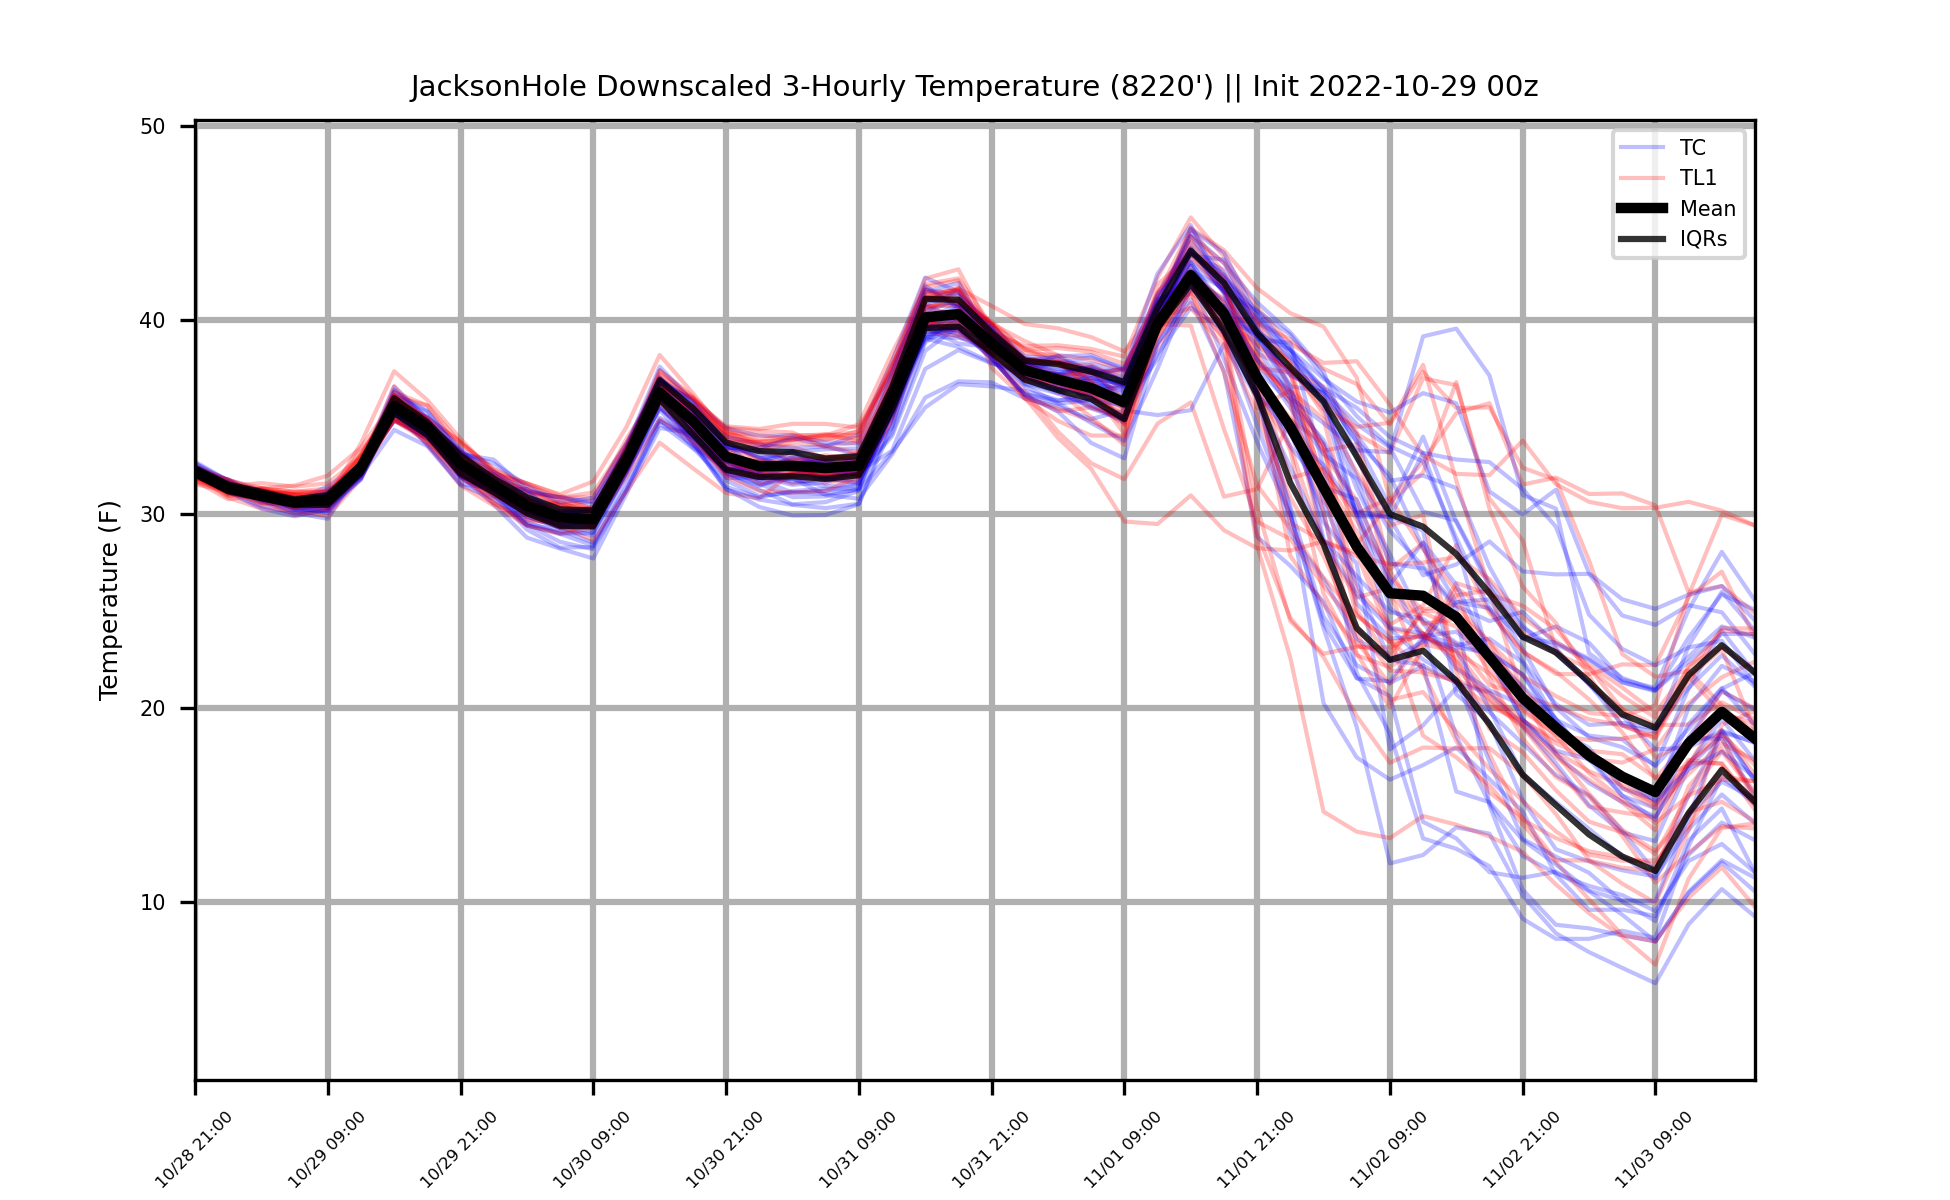 JacksonHole Downscaled 3-Hourly Temperature (8220') || Init 2022-10-29 00z
TC
TL1
Mean
IQRs
Temperature (F)
50
40
30
20
10
10/28 21:00
10/29 09:00
10/29 21:00
10/30 09:00
10/30 21:00
10/31 09:00
10/31 21:00
11/01 09:00
11/01 21:00
11/02 09:00
11/02 21:00
11/03 09:00